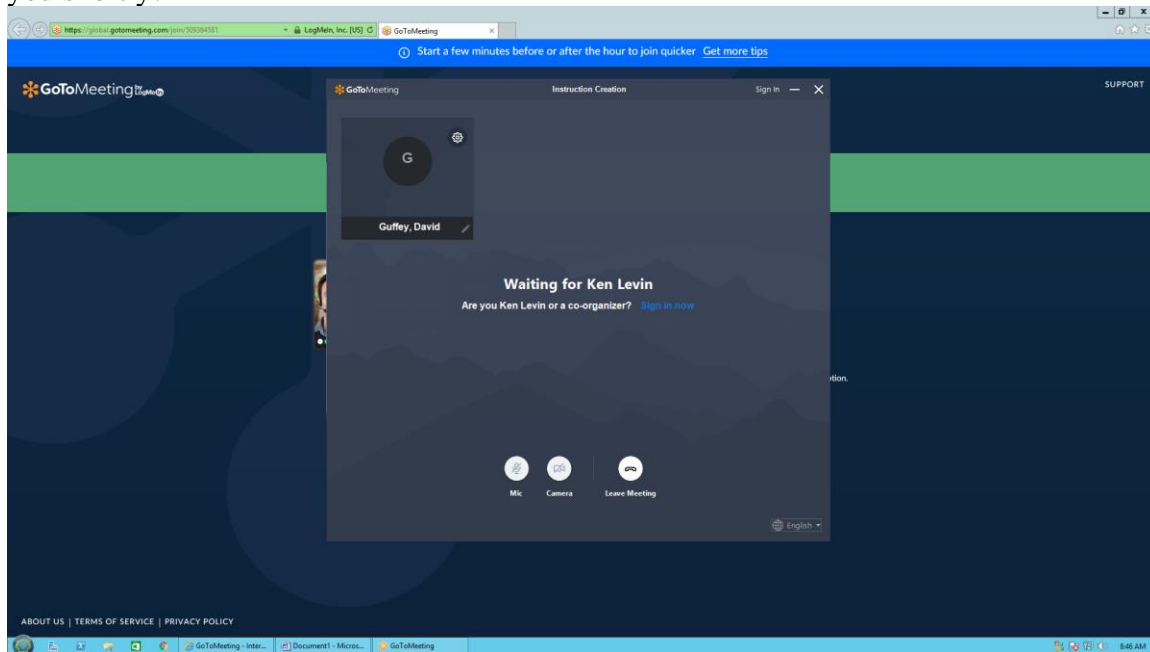 https://global.gotomeeting.com/join/309384381
LogMeIn, Inc. [US]
GoToMeeting
Start a few minutes before or after the hour to join quicker Get more tips
GoToMeeting by LogMeIn
SUPPORT
GoToMeeting
Instruction Creation
Sign In
G
Guffey, David
Waiting for Ken Levin
Are you Ken Levin or a co-organizer? Sign in now
Mic
Camera
Leave Meeting
English
ABOUT US | TERMS OF SERVICE | PRIVACY POLICY
GoToMeeting - Inter...
Document1 - Micros...
GoToMeeting
8:46 AM